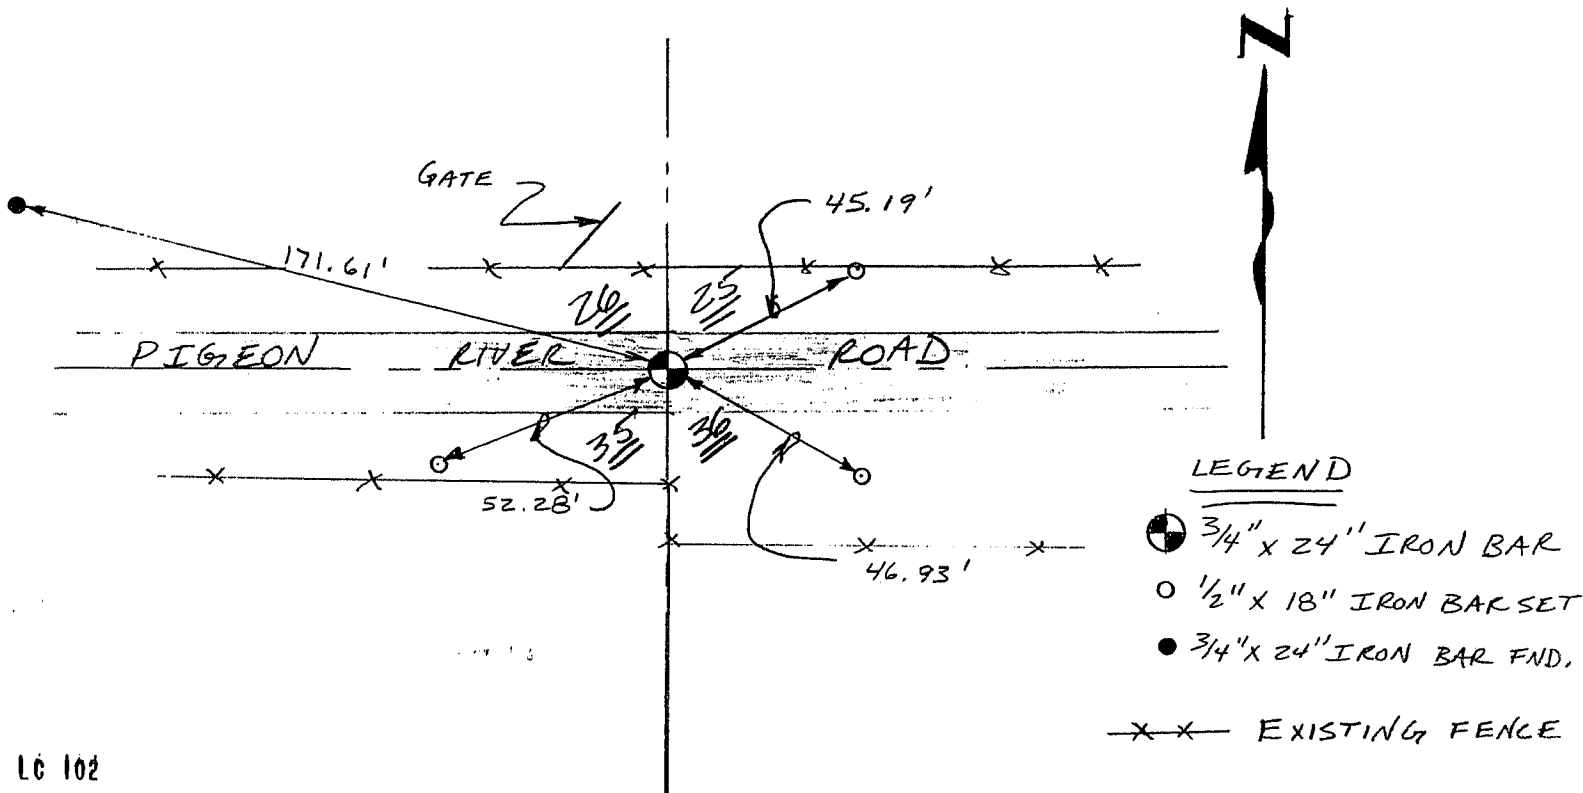 N
GATE
45.19'
171.61'
26 25
PIGEON RIVER ROAD
35 36
52.28'
46.93'
LEGEND
3/4" x 24" IRON BAR
1/2" x 18" IRON BAR SET
3/4" x 24" IRON BAR FND.
EXISTING FENCE
LC 102